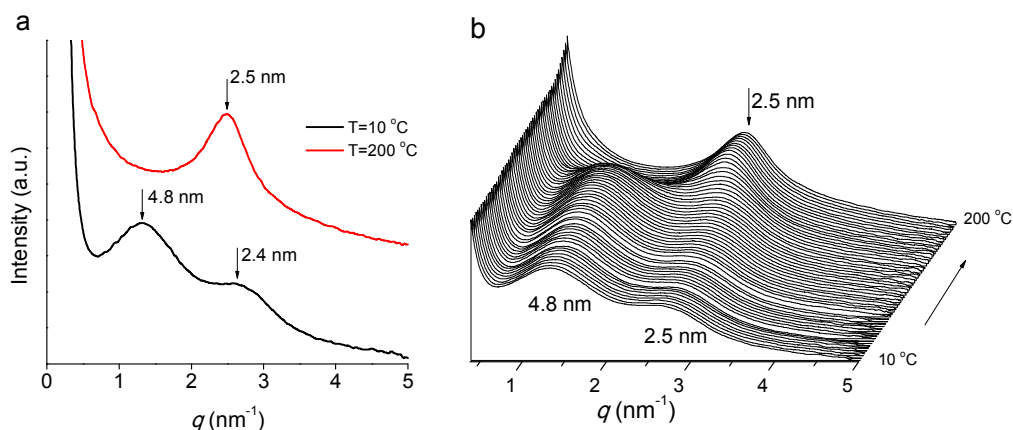 a
Intensity (a.u.)
2.5 nm
T=10 °C
T=200 °C
4.8 nm
2.4 nm
0 1 2 3 4 5
q (nm⁻¹)
b
2.5 nm
200 °C
4.8 nm
2.5 nm
10 °C
1 2 3 4 5
q (nm⁻¹)